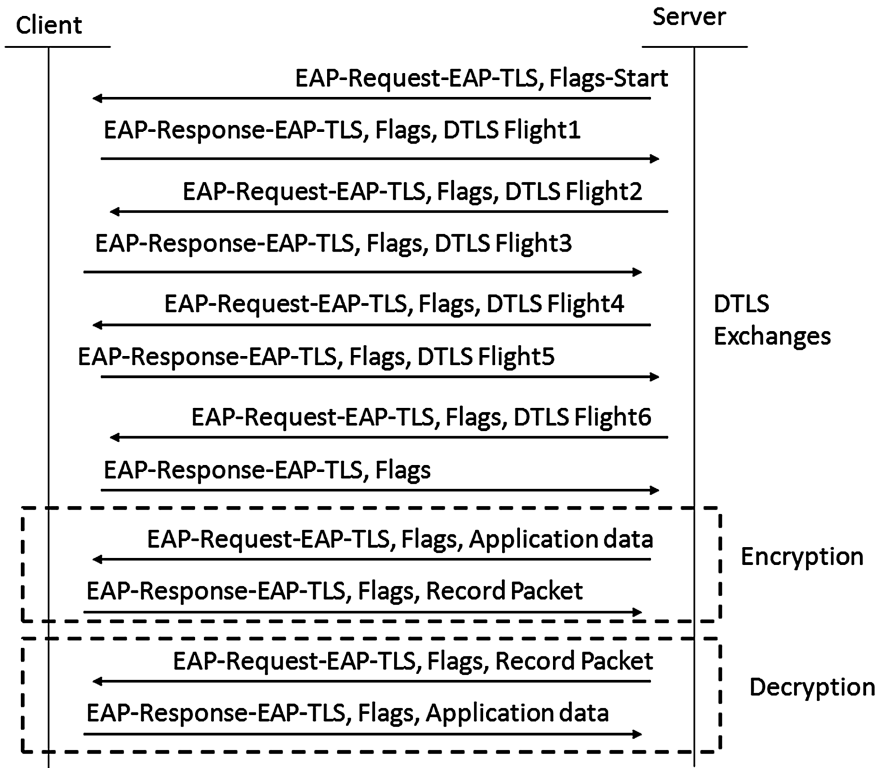 Client
Server
EAP-Request-EAP-TLS, Flags-Start
EAP-Response-EAP-TLS, Flags, DTLS Flight1
EAP-Request-EAP-TLS, Flags, DTLS Flight2
EAP-Response-EAP-TLS, Flags, DTLS Flight3
EAP-Request-EAP-TLS, Flags, DTLS Flight4
DTLS
Exchanges
EAP-Response-EAP-TLS, Flags, DTLS Flight5
EAP-Request-EAP-TLS, Flags, DTLS Flight6
EAP-Response-EAP-TLS, Flags
EAP-Request-EAP-TLS, Flags, Application data
Encryption
EAP-Response-EAP-TLS, Flags, Record Packet
EAP-Request-EAP-TLS, Flags, Record Packet
Decryption
EAP-Response-EAP-TLS, Flags, Application data